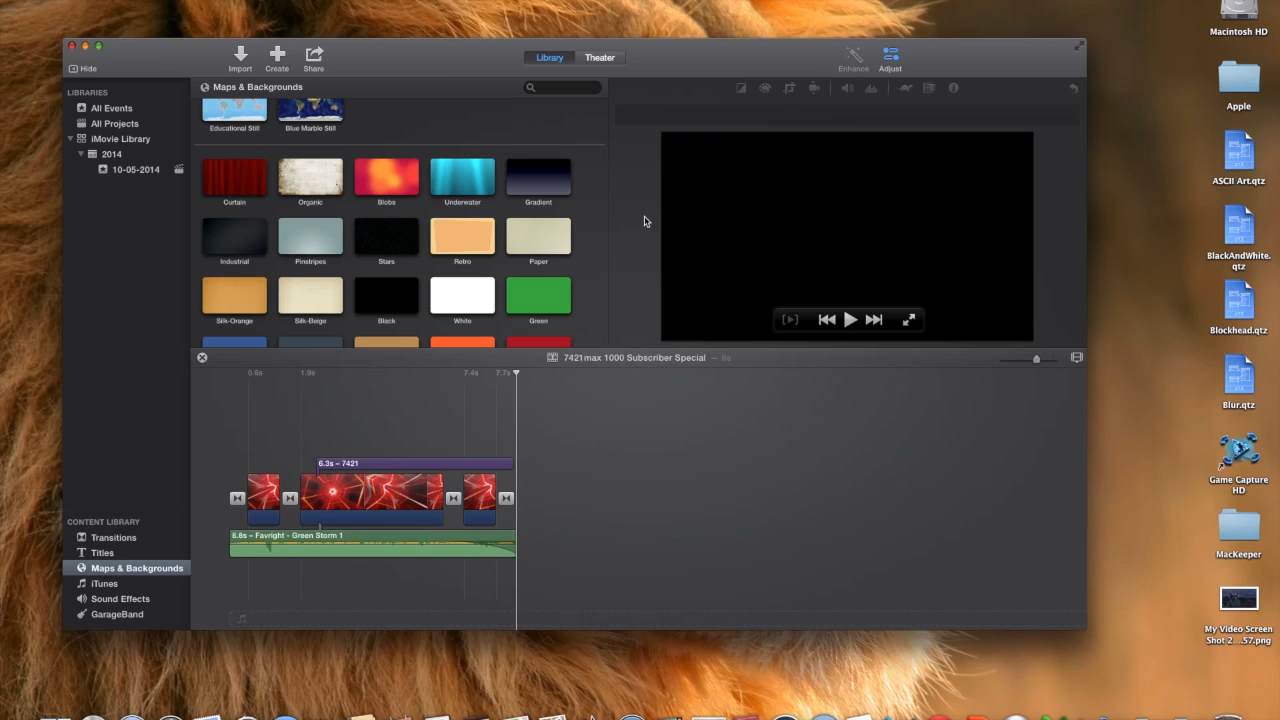 Macintosh HD
Hide
Import
Create
Share
Library
Theater
Enhance
Adjust
LIBRARIES
All Events
All Projects
iMovie Library
2014
10-05-2014
Maps & Backgrounds
Educational Still
Blue Marble Still
Curtain
Organic
Blobs
Underwater
Gradient
Industrial
Pinstripes
Stars
Retro
Paper
Silk-Orange
Silk-Beige
Black
White
Green
7421max 1000 Subscriber Special – 8s
0.6s
1.9s
7.4s
7.7s
6.3s – 7421
8.8s – Favright - Green Storm 1
CONTENT LIBRARY
Transitions
Titles
Maps & Backgrounds
iTunes
Sound Effects
GarageBand
Apple
ASCII Art.qtz
BlackAndWhite.
qtz
Blockhead.qtz
Blur.qtz
Game Capture
HD
MacKeeper
My Video Screen
Shot 2....57.png